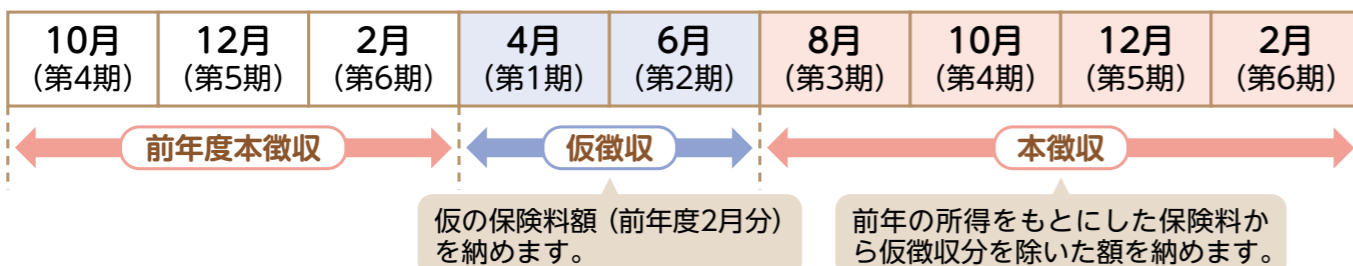 10月 12月 2月 4月 6月 8月 10月 12月 2月
(第4期) (第5期) (第6期) (第1期) (第2期) (第3期) (第4期) (第5期) (第6期)
前年度本徴収 仮徴収 本徴収
仮の保険料額(前年度2月分)
を納めます。
前年の所得をもとにした保険料か
ら仮徴収分を除いた額を納めます。